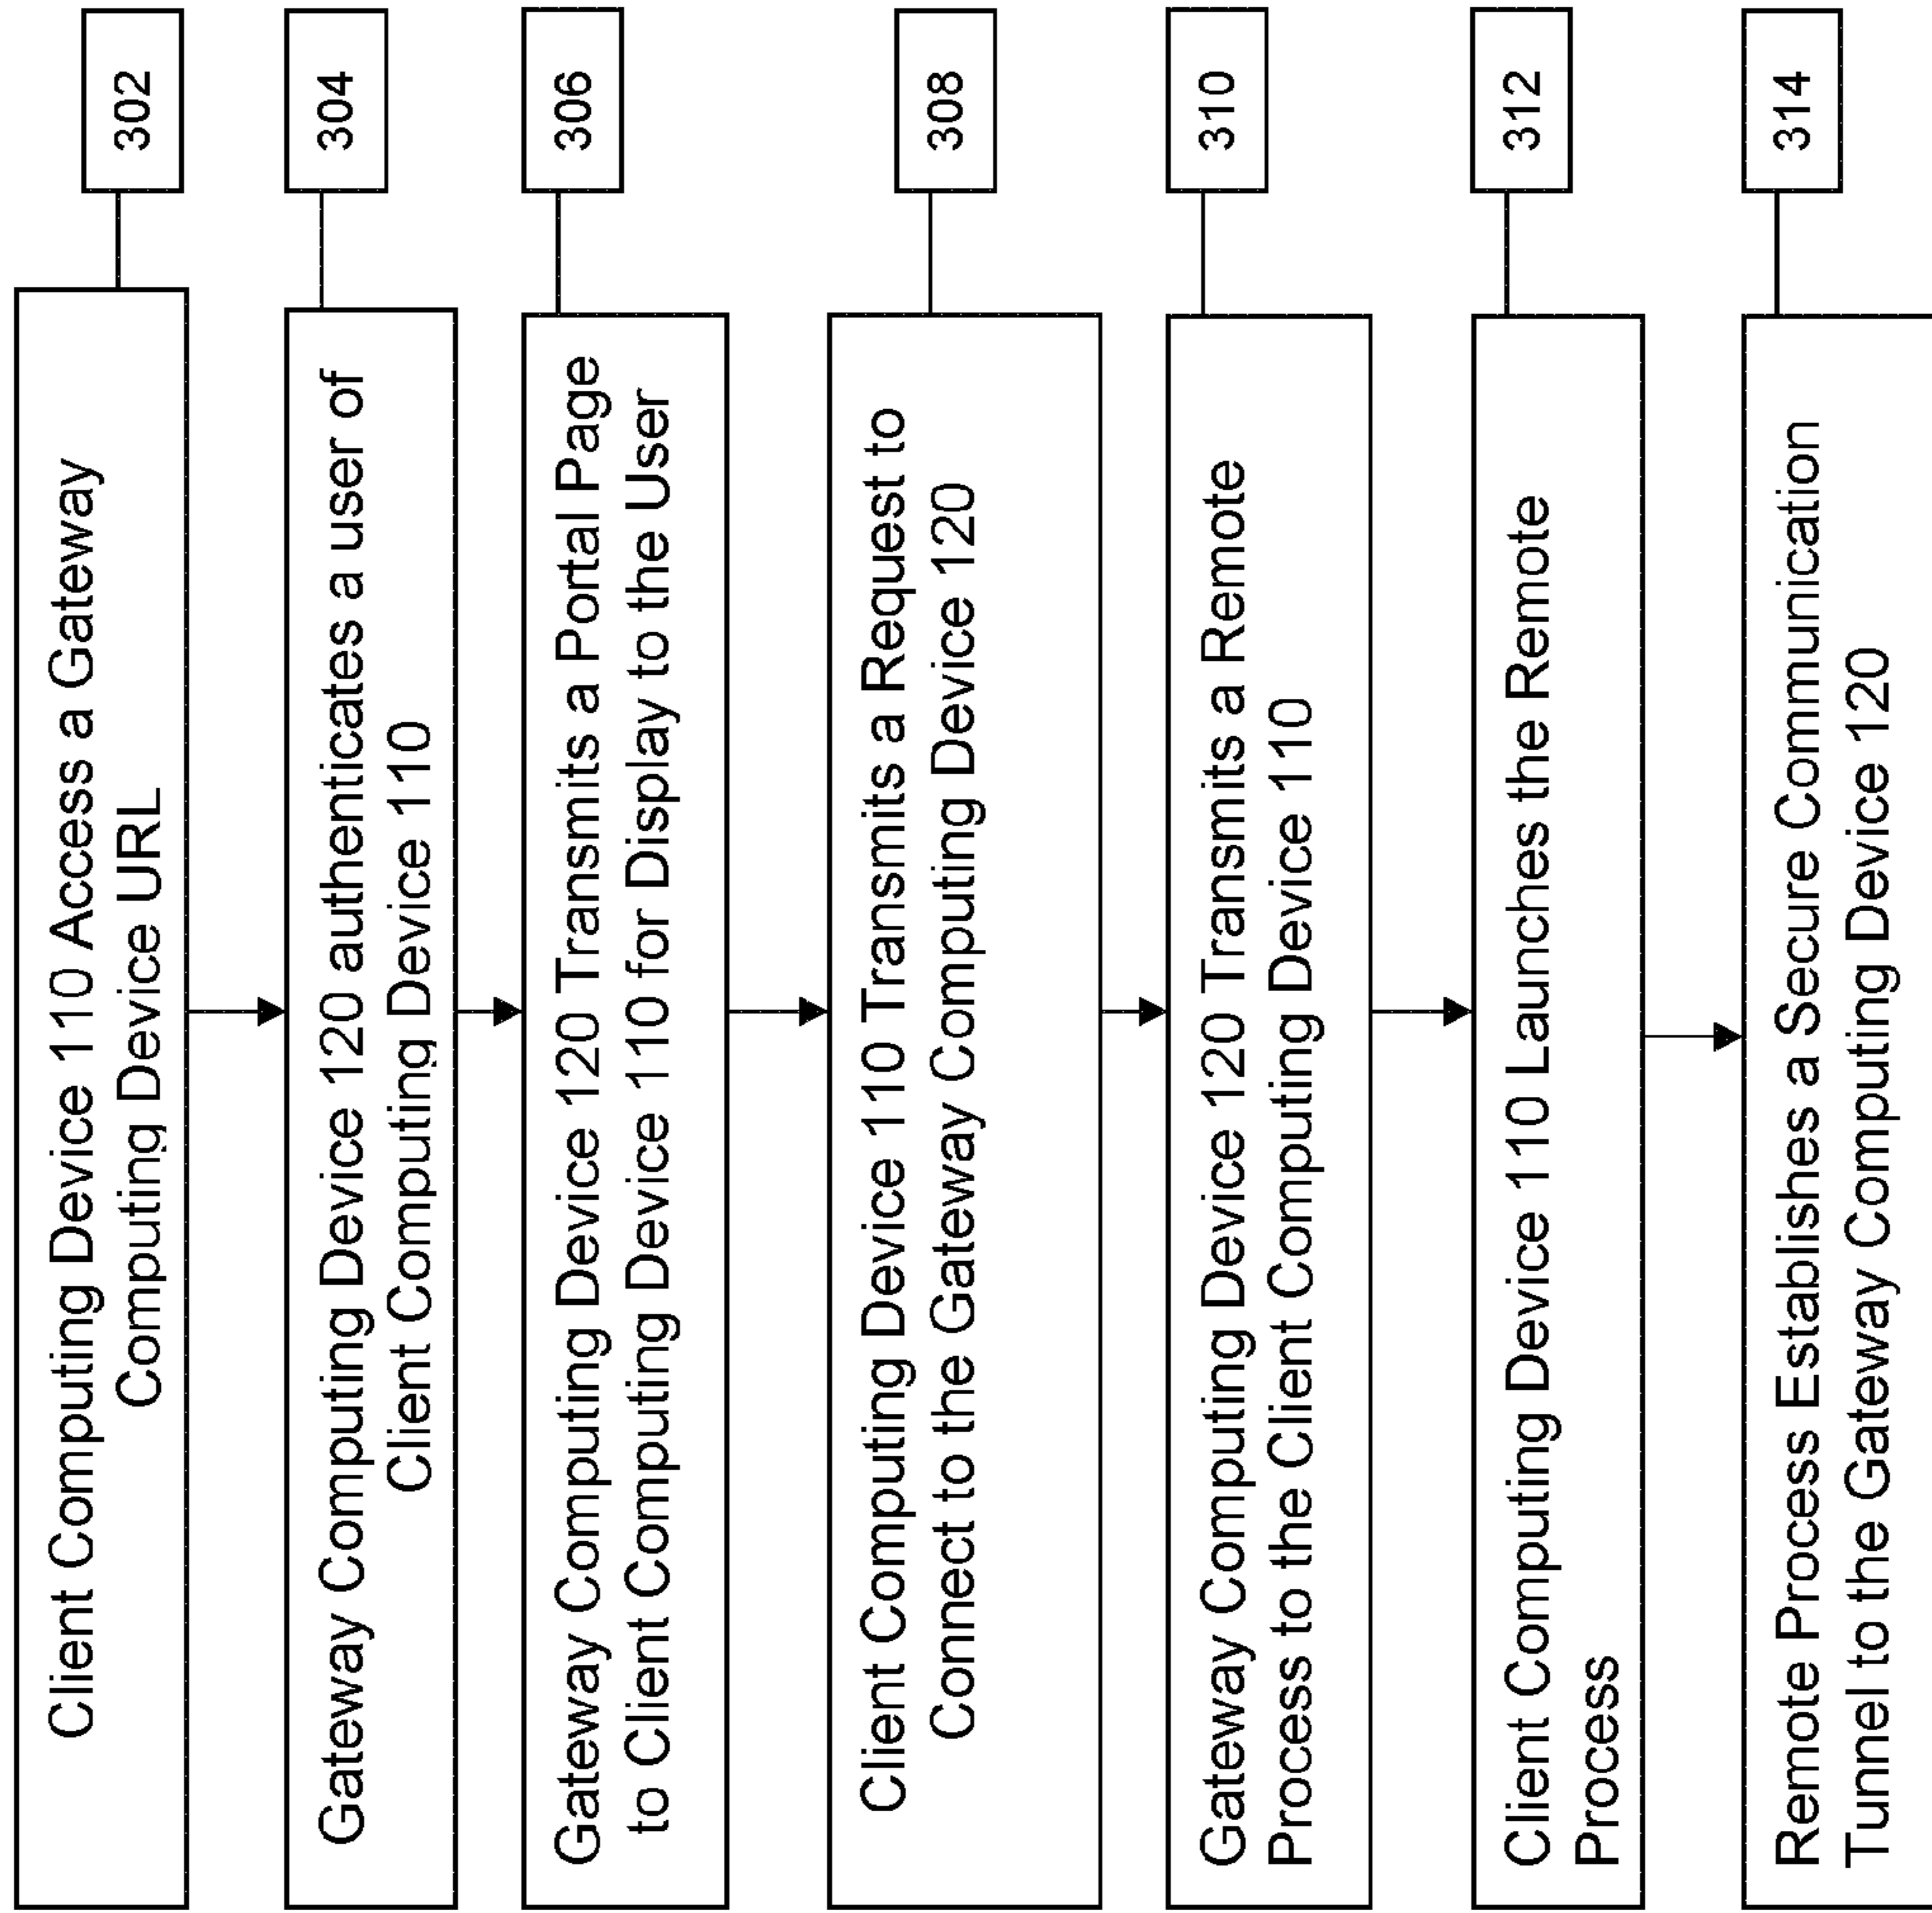 Client Computing Device 110 Access a Gateway
Computing Device URL
302
Gateway Computing Device 120 authenticates a user of
Client Computing Device 110
304
Gateway Computing Device 120 Transmits a Portal Page
to Client Computing Device 110 for Display to the User
306
Client Computing Device 110 Transmits a Request to
Connect to the Gateway Computing Device 120
308
Gateway Computing Device 120 Transmits a Remote
Process to the Client Computing Device 110
310
Client Computing Device 110 Launches the Remote
Process
312
Remote Process Establishes a Secure Communication
Tunnel to the Gateway Computing Device 120
314